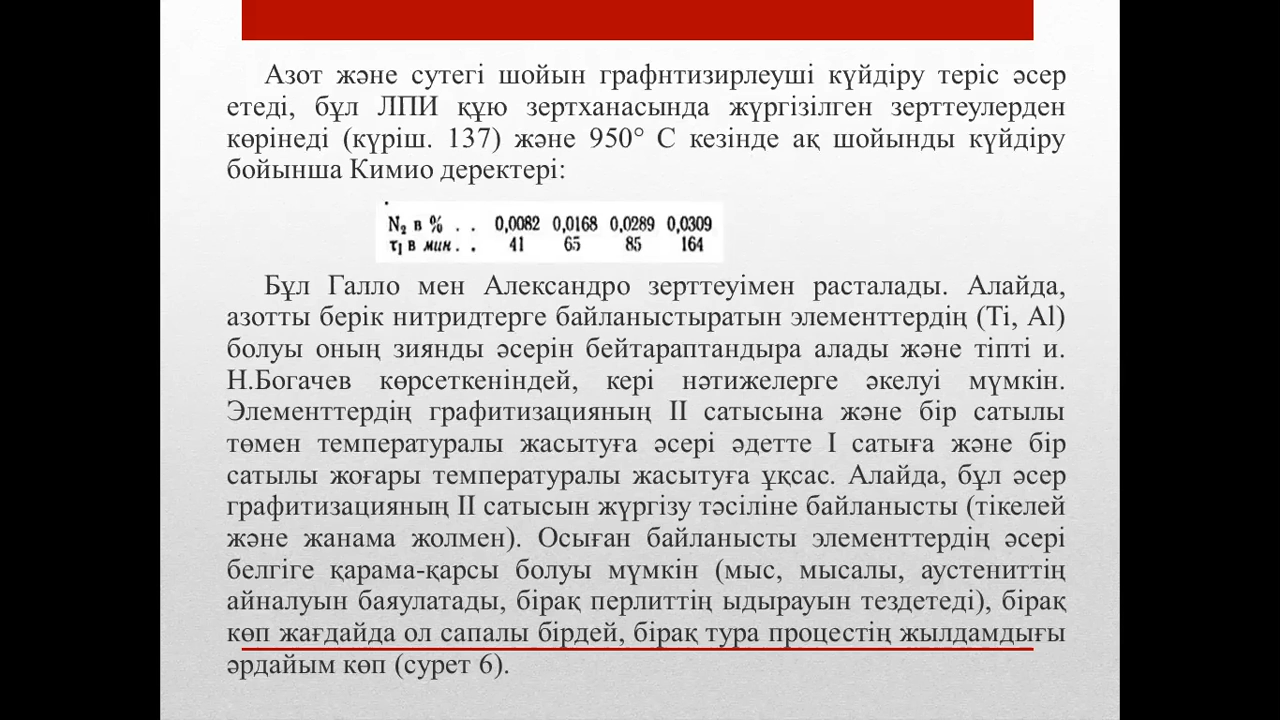 Азот және сутегі шойын графнтизирлеуші күйдіру теріс әсер
етеді, бұл ЛПИ құю зертханасында жүргізілген зерттеулерден
көрінеді (күріш. 137) және 950° С кезінде ақ шойынды күйдіру
бойынша Кимио деректері:
N₂ в % . . 0,0082 0,0168 0,0289 0,0309
τ₁ в мин . . 41 65 85 164
Бұл Галло мен Александро зерттеуімен расталады. Алайда,
азотты берік нитридтерге байланыстыратын элементтердің (Ti, Al)
болуы оның зиянды әсерін бейтараптандыра алады және тіпті и.
Н.Богачев көрсеткеніндей, кері нәтижелерге әкелуі мүмкін.
Элементтердің графитизацияның II сатысына және бір сатылы
төмен температуралы жасытуға әсері әдетте I сатыға және бір
сатылы жоғары температуралы жасытуға ұқсас. Алайда, бұл әсер
графитизацияның II сатысын жүргізу тәсіліне байланысты (тікелей
және жанама жолмен). Осыған байланысты элементтердің әсері
белгіге қарама-қарсы болуы мүмкін (мыс, мысалы, аустениттің
айналуын баяулатады, бірақ перлиттің ыдырауын тездетеді), бірақ
көп жағдайда ол сапалы бірдей, бірақ тура процестің жылдамдығы
әрдайым көп (сурет 6).